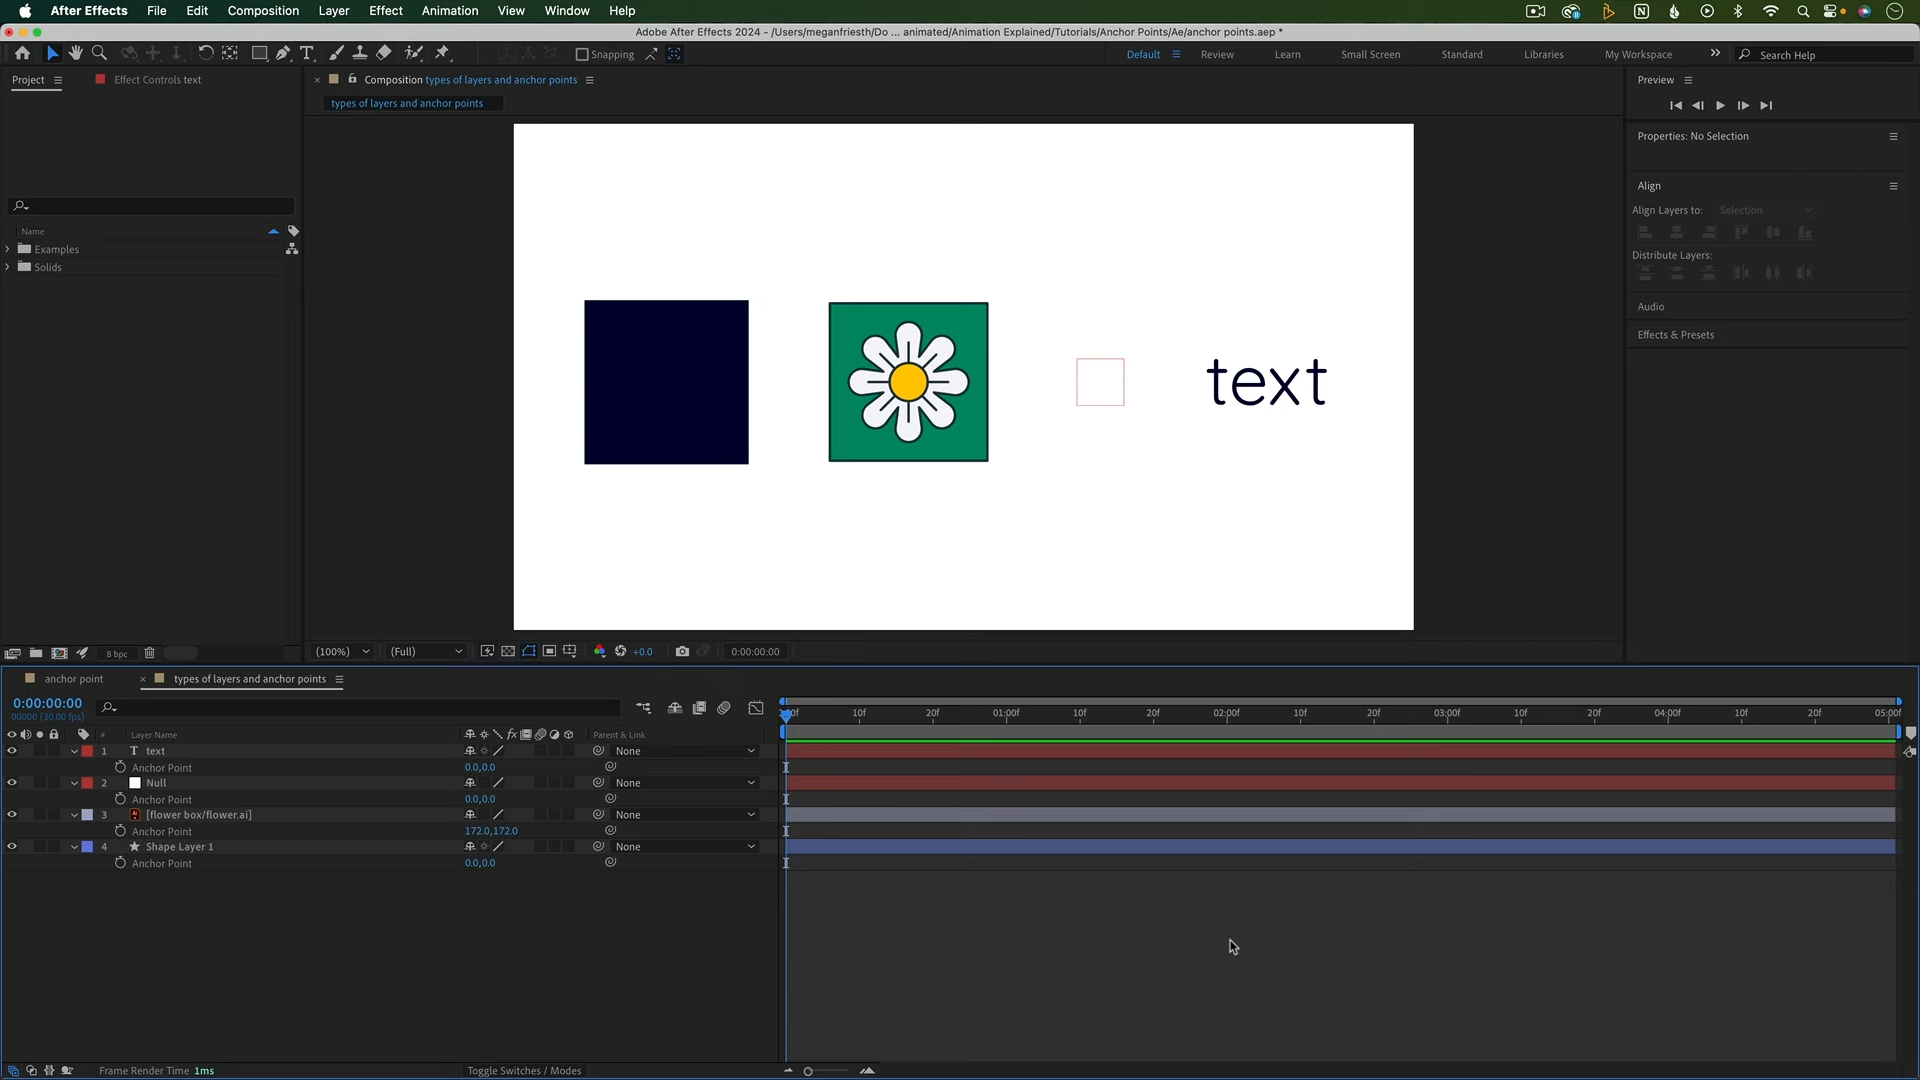 After Effects File Edit Composition Layer Effect Animation View Window Help
Adobe After Effects 2024 - /Users/meganfriesth/Do ... animated/Animation Explained/Tutorials/Anchor Points/Ae/anchor points.aep *
Snapping
Default Review Learn Small Screen Standard Libraries My Workspace Search Help
Project Effect Controls text
Composition types of layers and anchor points
Preview
types of layers and anchor points
Properties: No Selection
Align
Align Layers to: Selection
Name
Examples
Solids
Distribute Layers:
Audio
Effects & Presets
text
8 bpc
(100%) (Full) +0.0 0:00:00:00
anchor point types of layers and anchor points
0:00:00:00
00000 (30.00 fps)
:00f 10f 20f 01:00f 10f 20f 02:00f 10f 20f 03:00f 10f 20f 04:00f 10f 20f 05:00f
# Layer Name fx Parent & Link
1 T text None
Anchor Point 0.0,0.0
2 Null None
Anchor Point 0.0,0.0
3 Ai [flower box/flower.ai] None
Anchor Point 172.0,172.0
4 Shape Layer 1 None
Anchor Point 0.0,0.0
Frame Render Time 1ms Toggle Switches / Modes